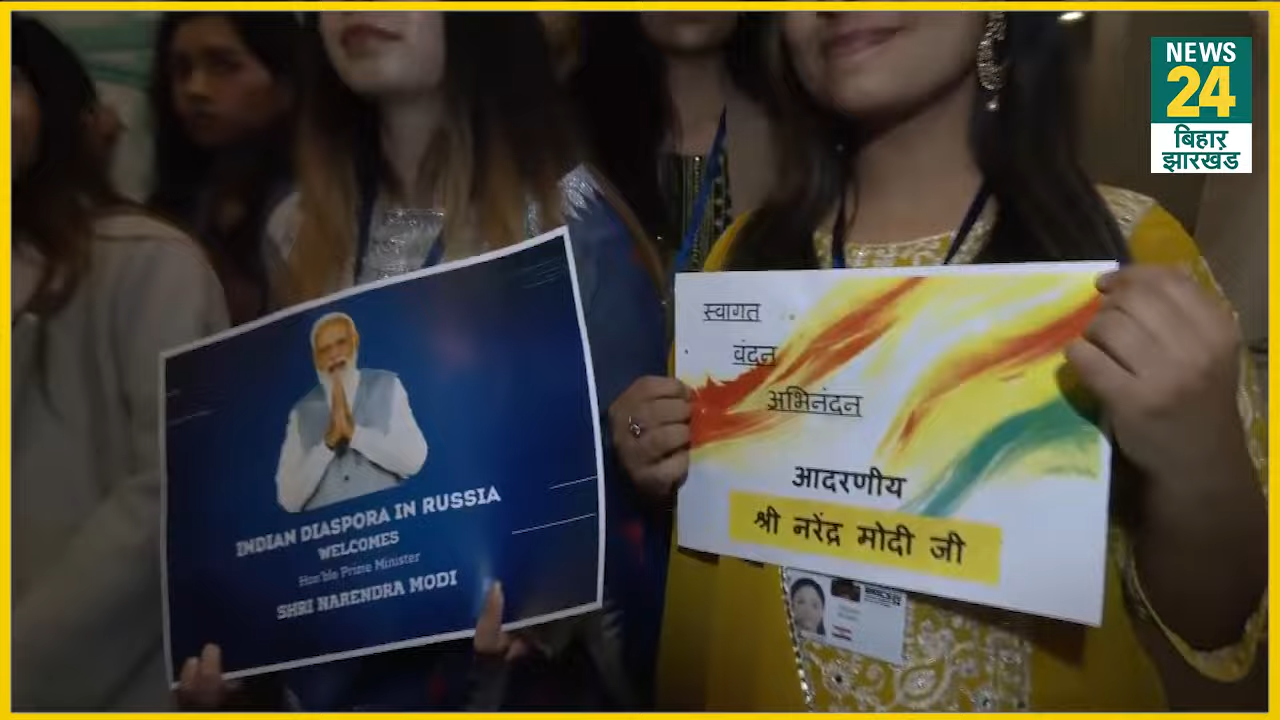 NEWS
24
बिहार
झारखंड
INDIAN DIASPORA IN RUSSIA
WELCOMES
Hon'ble Prime Minister
SHRI NARENDRA MODI
स्वागत
वंदन
अभिनंदन
आदरणीय
श्री नरेंद्र मोदी जी
BRICS